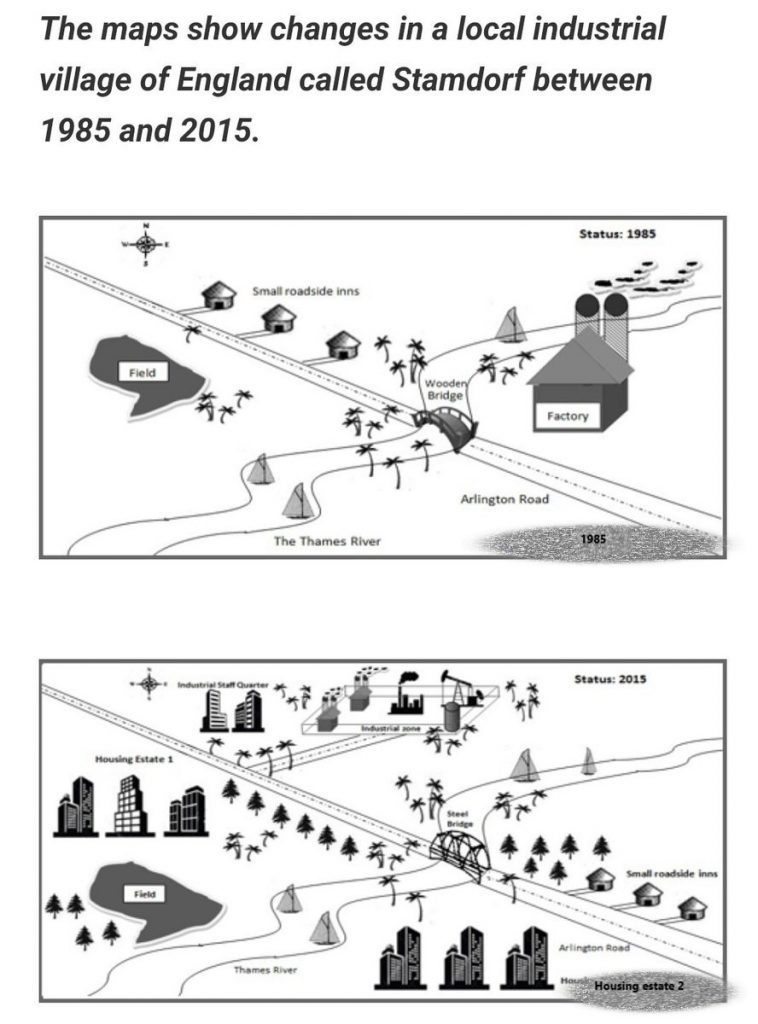 The maps show changes in a local industrial
village of England called Stamdorf between
1985 and 2015.
N
W E
S
Status: 1985
Small roadside inns
Field
Wooden
Bridge
Factory
Arlington Road
The Thames River
1985
Status: 2015
Industrial Staff Quarter
Industrial zone
Housing Estate 1
Steel
Bridge
Small roadside inns
Field
Arlington Road
Thames River
Housing estate 2